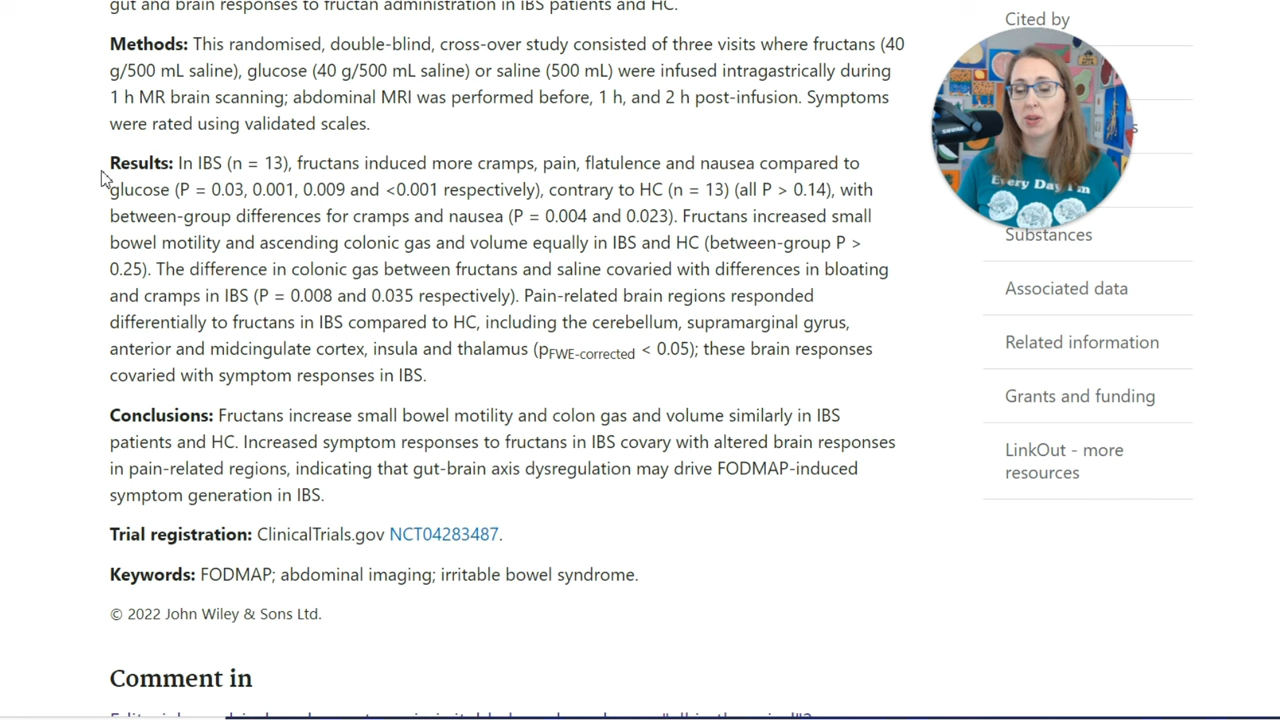 gut and brain responses to fructan administration in IBS patients and HC.
Methods: This randomised, double-blind, cross-over study consisted of three visits where fructans (40
g/500 mL saline), glucose (40 g/500 mL saline) or saline (500 mL) were infused intragastrically during
1 h MR brain scanning; abdominal MRI was performed before, 1 h, and 2 h post-infusion. Symptoms
were rated using validated scales.
Results: In IBS (n = 13), fructans induced more cramps, pain, flatulence and nausea compared to
glucose (P = 0.03, 0.001, 0.009 and <0.001 respectively), contrary to HC (n = 13) (all P > 0.14), with
between-group differences for cramps and nausea (P = 0.004 and 0.023). Fructans increased small
bowel motility and ascending colonic gas and volume equally in IBS and HC (between-group P >
0.25). The difference in colonic gas between fructans and saline covaried with differences in bloating
and cramps in IBS (P = 0.008 and 0.035 respectively). Pain-related brain regions responded
differentially to fructans in IBS compared to HC, including the cerebellum, supramarginal gyrus,
anterior and midcingulate cortex, insula and thalamus (pFWE-corrected < 0.05); these brain responses
covaried with symptom responses in IBS.
Conclusions: Fructans increase small bowel motility and colon gas and volume similarly in IBS
patients and HC. Increased symptom responses to fructans in IBS covary with altered brain responses
in pain-related regions, indicating that gut-brain axis dysregulation may drive FODMAP-induced
symptom generation in IBS.
Trial registration: ClinicalTrials.gov NCT04283487.
Keywords: FODMAP; abdominal imaging; irritable bowel syndrome.
© 2022 John Wiley & Sons Ltd.
Comment in
Cited by
SHURE
Every Day I'm
Substances
Associated data
Related information
Grants and funding
LinkOut - more
resources